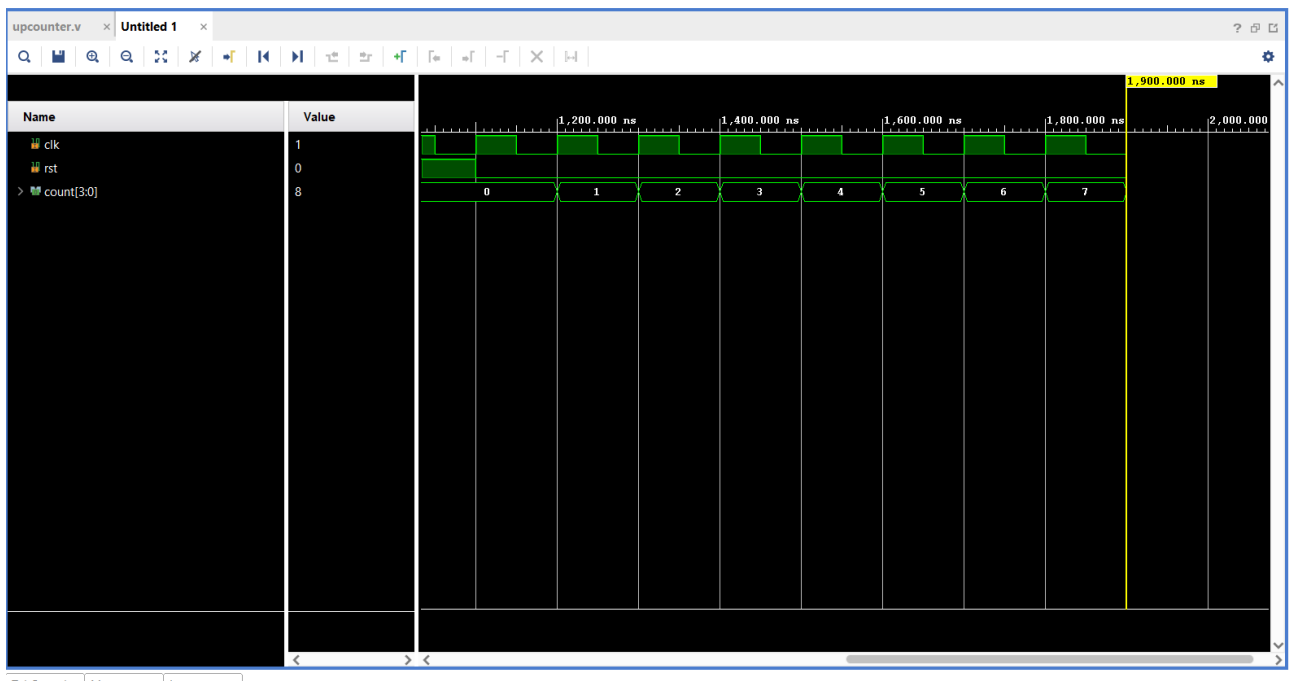 upcounter.v × Untitled 1 × ?
1,900.000 ns
Name Value
1,200.000 ns 1,400.000 ns 1,600.000 ns 1,800.000 ns 2,000.000
clk 1
rst 0
> count[3:0] 8 0 1 2 3 4 5 6 7